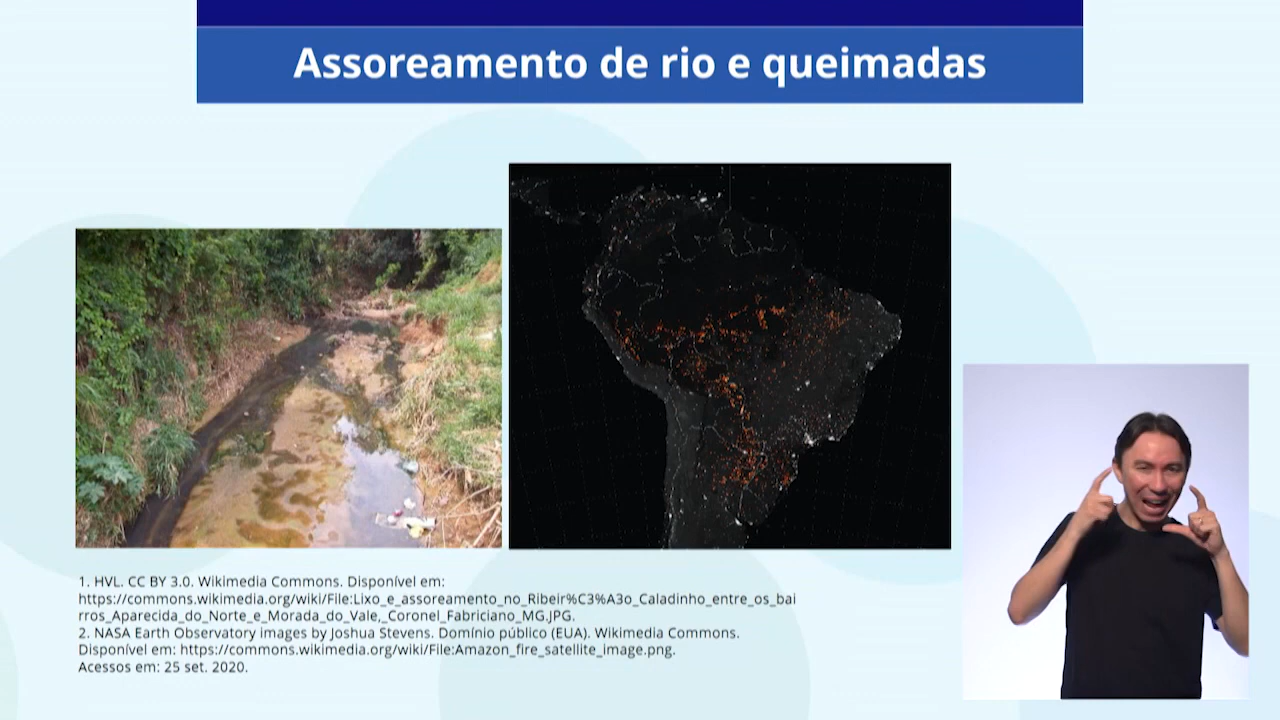 Assoreamento de rio e queimadas
1. HVL. CC BY 3.0. Wikimedia Commons. Disponível em:
https://commons.wikimedia.org/wiki/File:Lixo_e_assoreamento_no_Ribeir%C3%A3o_Caladinho_entre_os_bai
rros_Aparecida_do_Norte_e_Morada_do_Vale,_Coronel_Fabriciano_MG.JPG.
2. NASA Earth Observatory images by Joshua Stevens. Domínio público (EUA). Wikimedia Commons.
Disponível em: https://commons.wikimedia.org/wiki/File:Amazon_fire_satellite_image.png.
Acessos em: 25 set. 2020.